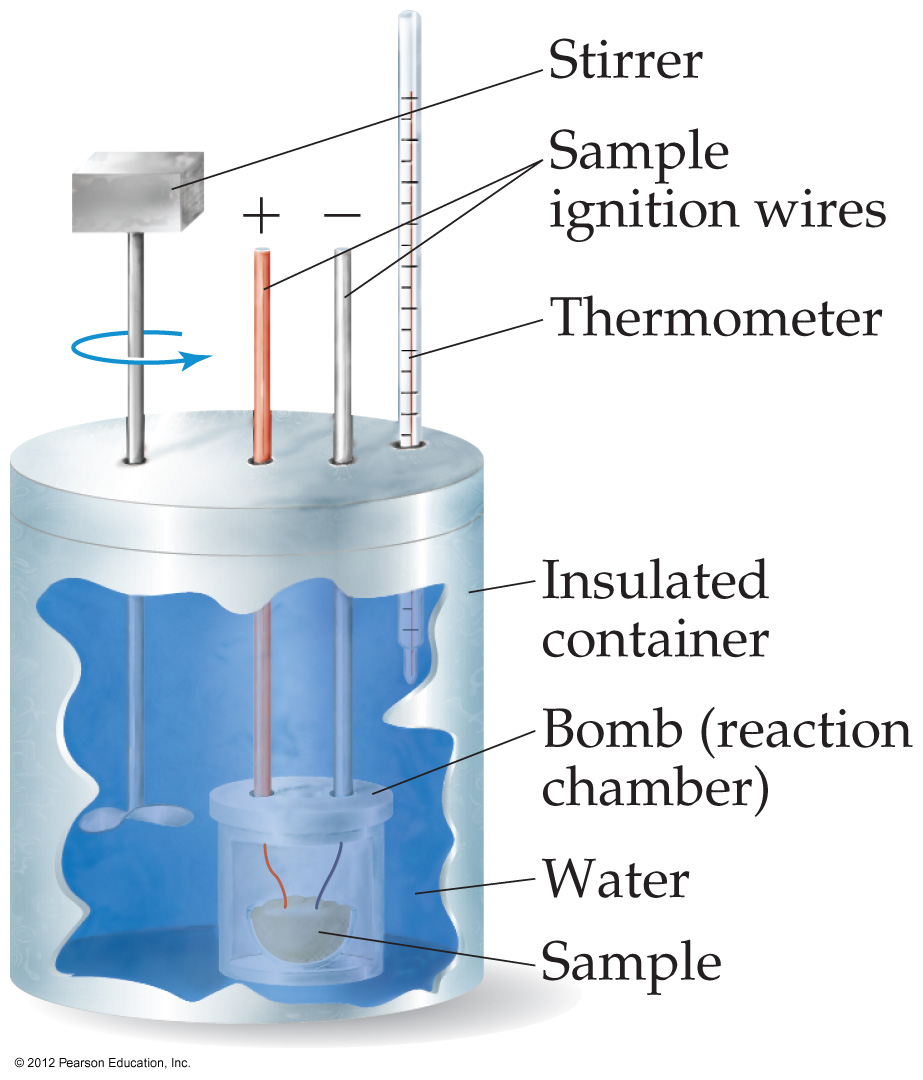 Stirrer
Sample
ignition wires
+ −
Thermometer
Insulated
container
Bomb (reaction
chamber)
Water
Sample
© 2012 Pearson Education, Inc.